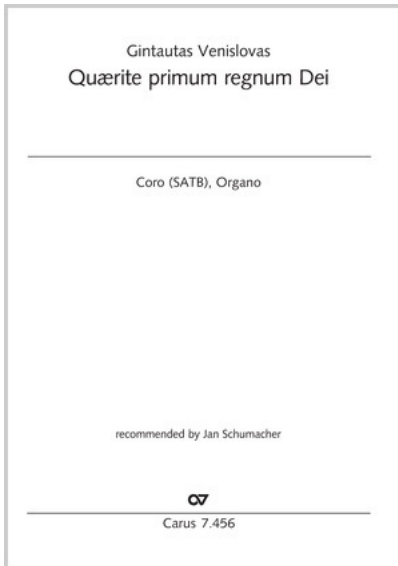 Gintautas Venislovas
Quærite primum regnum Dei
Coro (SATB), Organo
recommended by Jan Schumacher
Carus 7.456